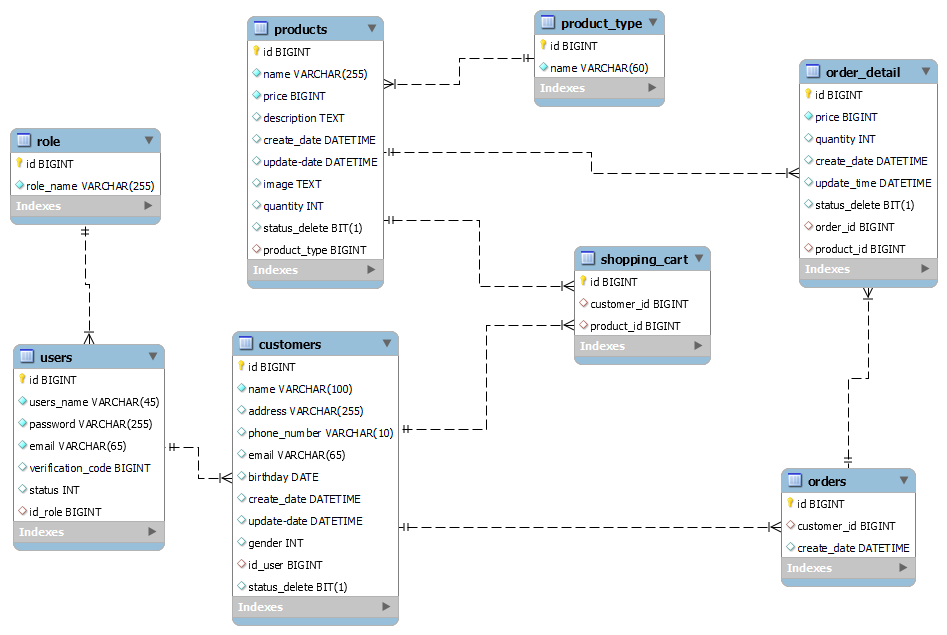 products
id BIGINT
name VARCHAR(255)
price BIGINT
description TEXT
create_date DATETIME
update-date DATETIME
image TEXT
quantity INT
status_delete BIT(1)
product_type BIGINT
Indexes
product_type
id BIGINT
name VARCHAR(60)
Indexes
order_detail
id BIGINT
price BIGINT
quantity INT
create_date DATETIME
update_time DATETIME
status_delete BIT(1)
order_id BIGINT
product_id BIGINT
Indexes
role
id BIGINT
role_name VARCHAR(255)
Indexes
shopping_cart
id BIGINT
customer_id BIGINT
product_id BIGINT
Indexes
users
id BIGINT
users_name VARCHAR(45)
password VARCHAR(255)
email VARCHAR(65)
verification_code BIGINT
status INT
id_role BIGINT
Indexes
customers
id BIGINT
name VARCHAR(100)
address VARCHAR(255)
phone_number VARCHAR(10)
email VARCHAR(65)
birthday DATE
create_date DATETIME
update-date DATETIME
gender INT
id_user BIGINT
status_delete BIT(1)
Indexes
orders
id BIGINT
customer_id BIGINT
create_date DATETIME
Indexes